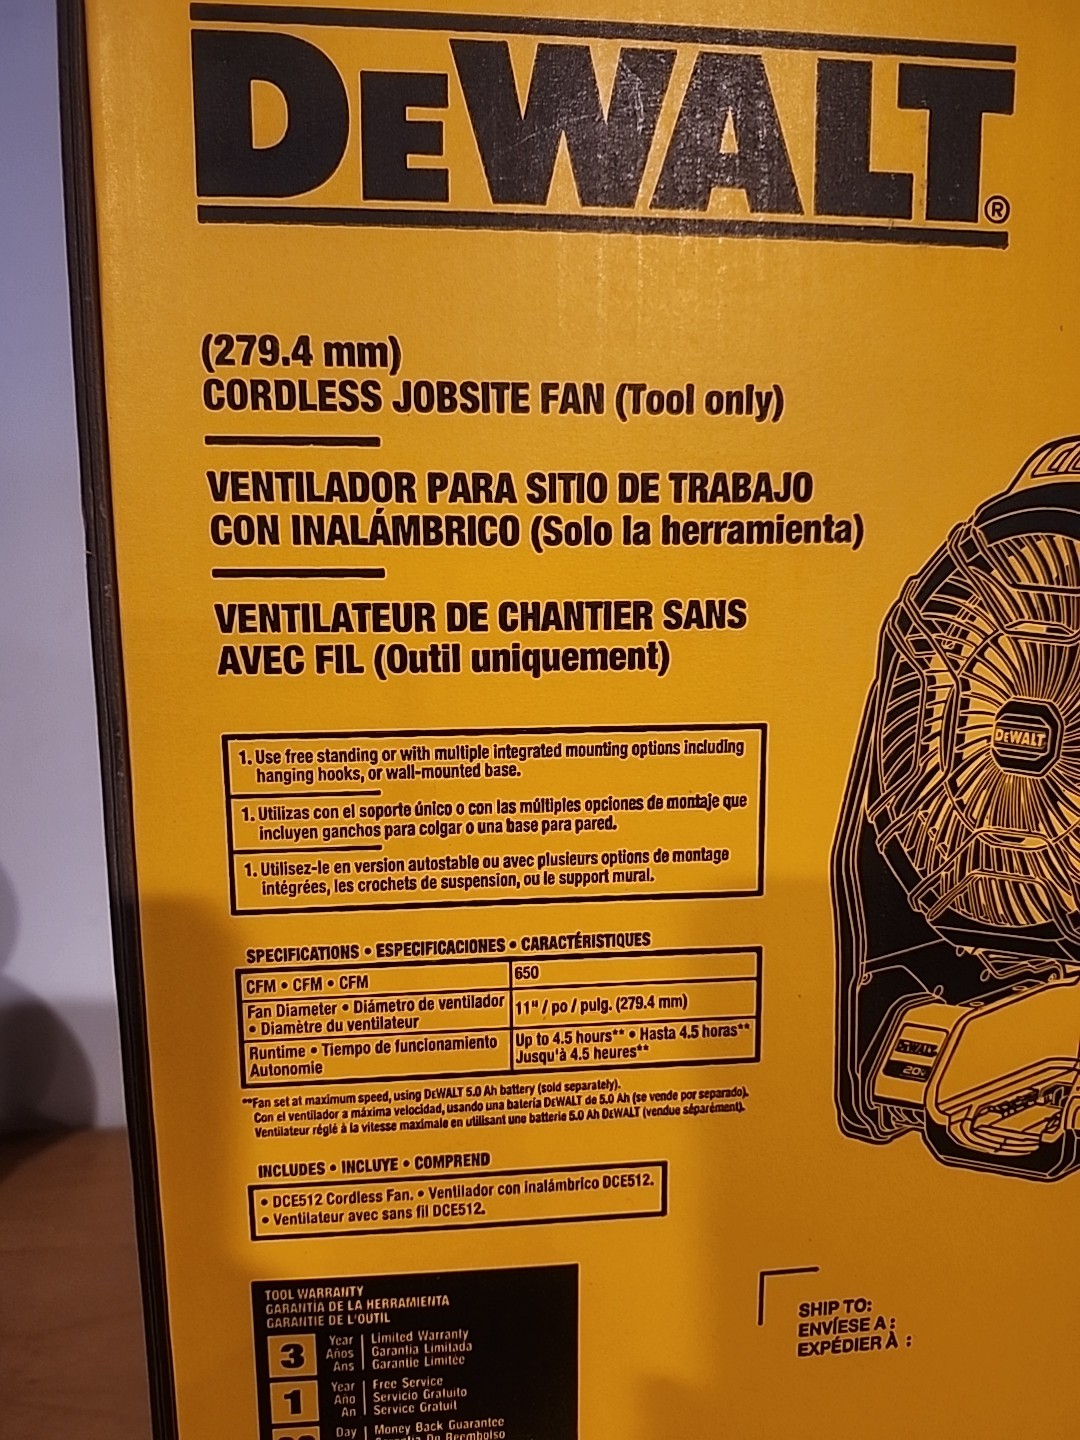 DEWALT®
(279.4 mm)
CORDLESS JOBSITE FAN (Tool only)
VENTILADOR PARA SITIO DE TRABAJO
CON INALÁMBRICO (Solo la herramienta)
VENTILATEUR DE CHANTIER SANS
AVEC FIL (Outil uniquement)
1. Use free standing or with multiple integrated mounting options including
hanging hooks, or wall-mounted base.
1. Utilizas con el soporte único o con las múltiples opciones de montaje que
incluyen ganchos para colgar o una base para pared.
1. Utilisez-le en version autostable ou avec plusieurs options de montage
intégrées, les crochets de suspension, ou le support mural.
SPECIFICATIONS • ESPECIFICACIONES • CARACTÉRISTIQUES
CFM • CFM • CFM 650
Fan Diameter • Diámetro de ventilador
• Diamètre du ventilateur
11" / po / pulg. (279.4 mm)
Runtime • Tiempo de funcionamiento
Autonomie
Up to 4.5 hours** • Hasta 4.5 horas**
Jusqu'à 4.5 heures**
**Fan set at maximum speed, using DEWALT 5.0 Ah battery (sold separately).
Con el ventilador a máxima velocidad, usando una batería DEWALT de 5.0 Ah (se vende por separado).
Ventilateur réglé à la vitesse maximale en utilisant une batterie 5.0 Ah DEWALT (vendue séparément).
INCLUDES • INCLUYE • COMPREND
• DCE512 Cordless Fan. • Ventilador con inalámbrico DCE512.
• Ventilateur avec sans fil DCE512.
TOOL WARRANTY
GARANTÍA DE LA HERRAMIENTA
GARANTIE DE L'OUTIL
3 Year Limited Warranty
Años Garantía Limitada
Ans Garantie Limitée
1 Year Free Service
Año Servicio Gratuito
An Service Gratuit
Day Money Back Guarantee
Reembolso
DEWALT
DEWALT
20V
SHIP TO:
ENVÍESE A:
EXPÉDIER À :